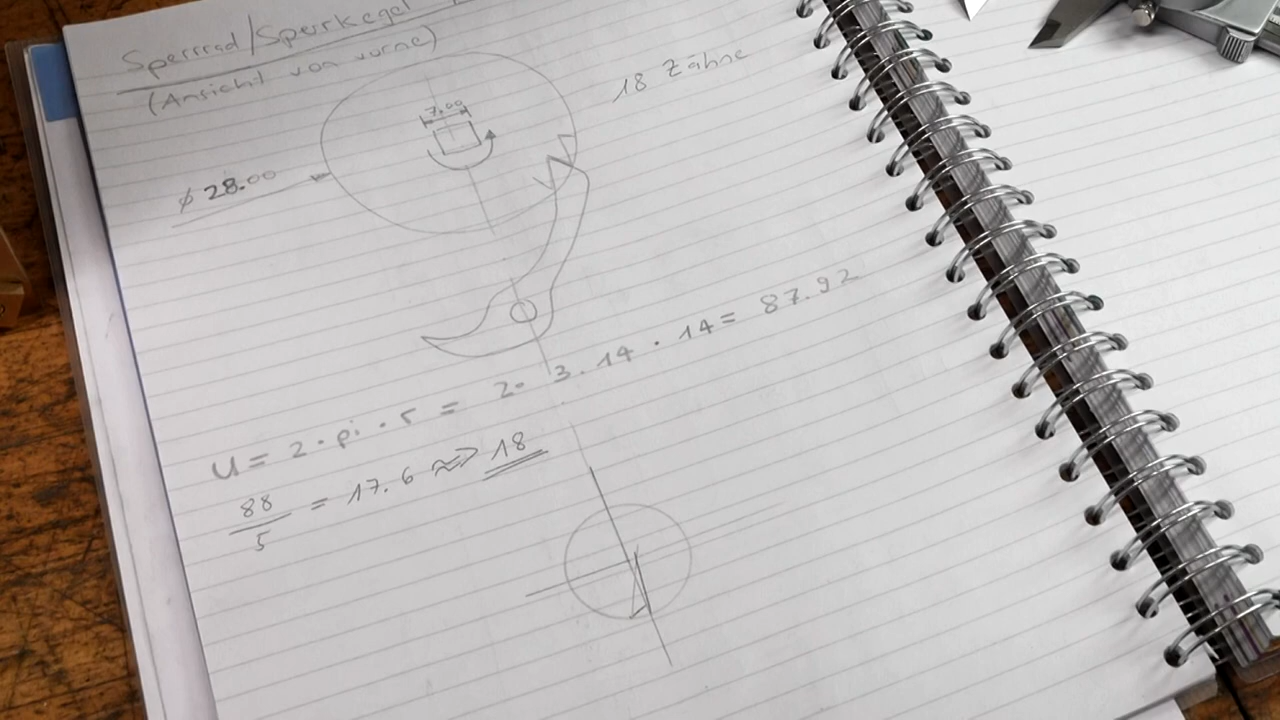 Sperrrad/Sperrkegel
(Ansicht von vorne)
18 Zähne
7.00
ø 28.00
U = 2 · pi · r = 2 · 3.14 · 14 = 87.92
88
5
= 17.6 ≈> 18